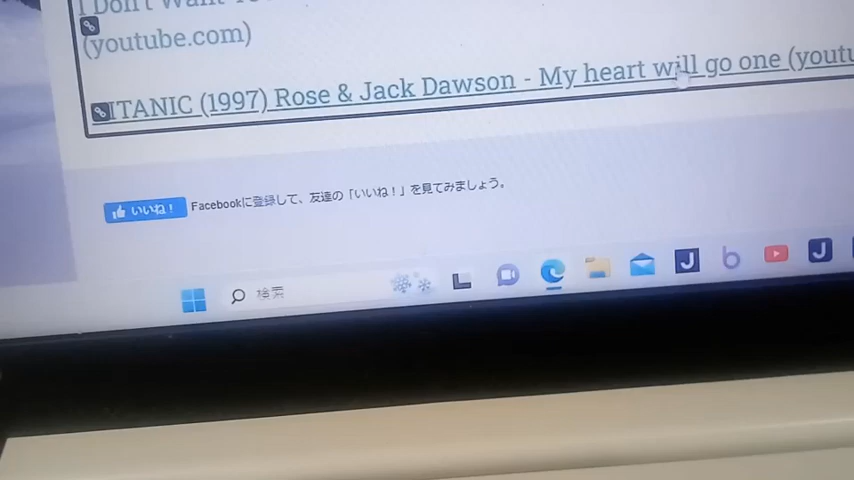 I Don't Want
(youtube.com)
ITANIC (1997) Rose & Jack Dawson - My heart will go one (youtu
いいね！ Facebookに登録して、友達の「いいね！」を見てみましょう。
検索